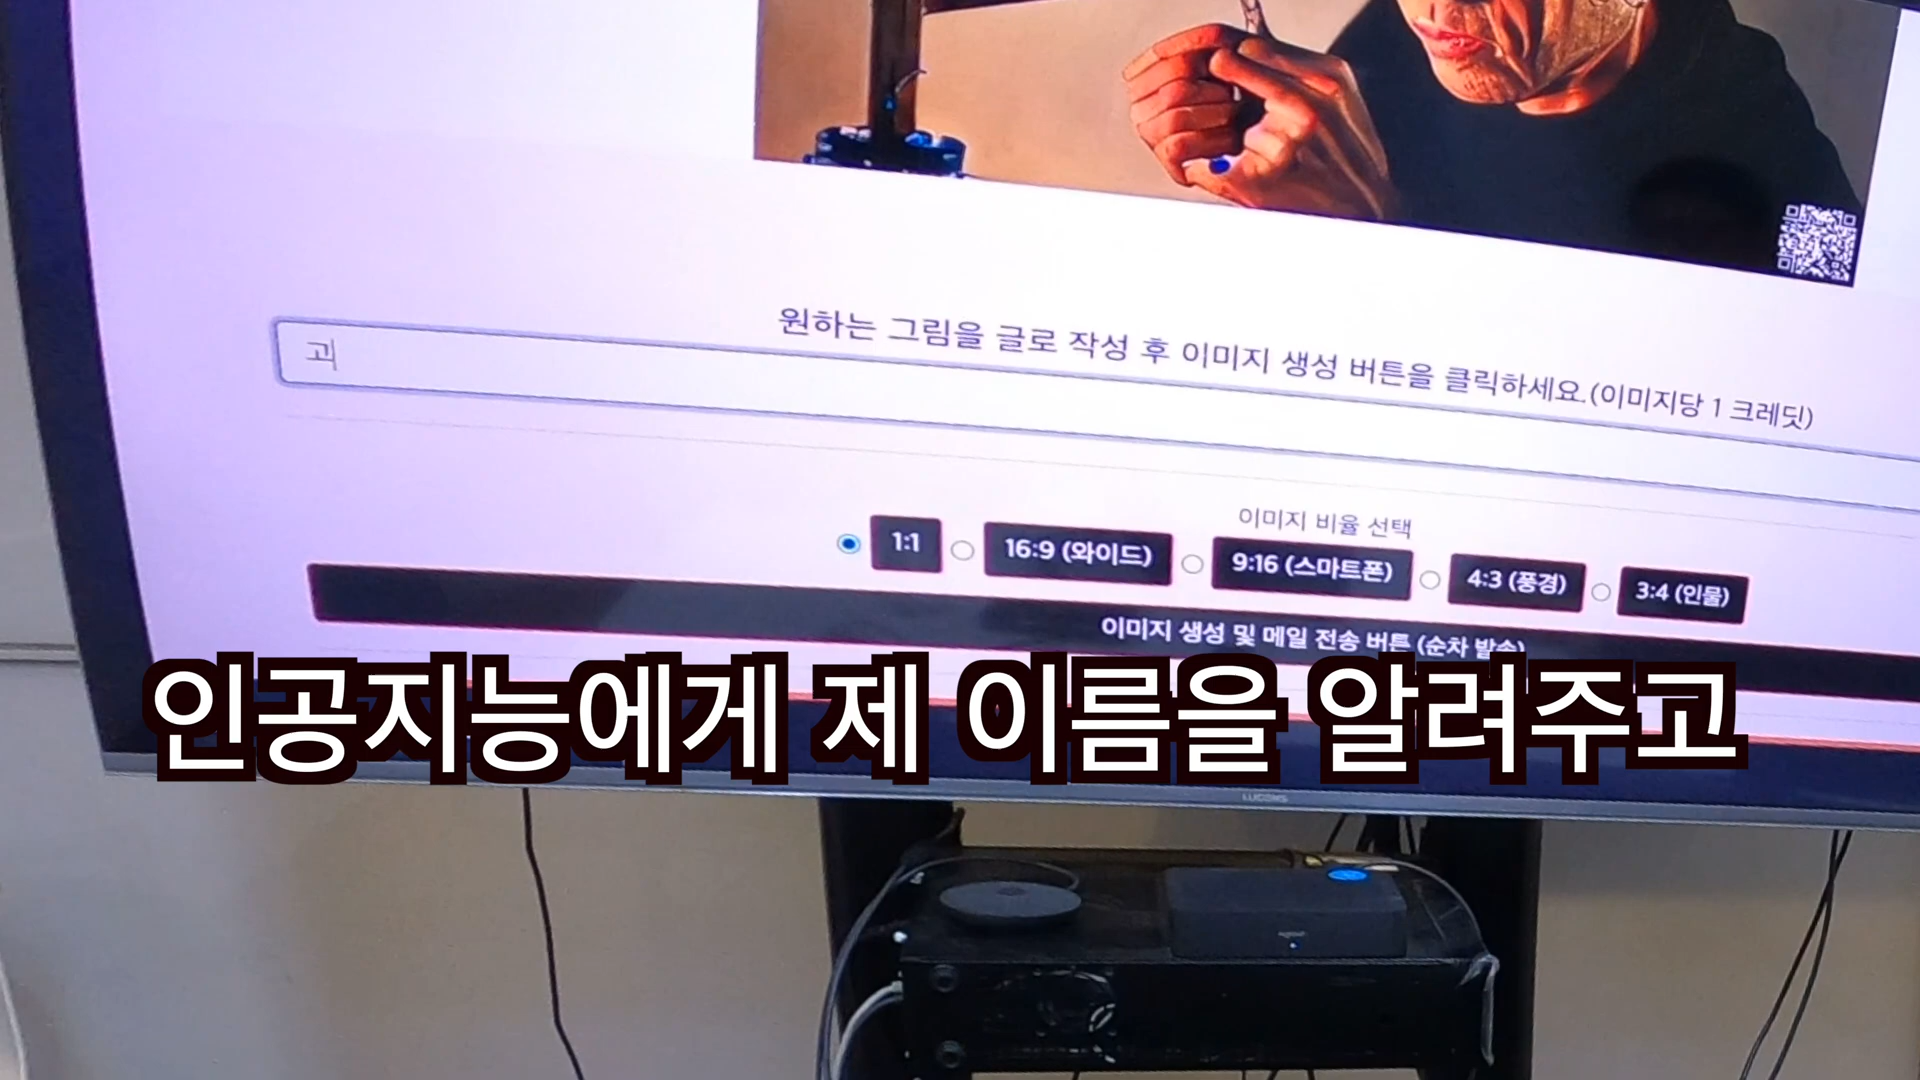 원하는 그림을 글로 작성 후 이미지 생성 버튼을 클릭하세요.(이미지당 1 크레딧)
괴
이미지 비율 선택
1:1 16:9 (와이드) 9:16 (스마트폰) 4:3 (풍경) 3:4 (인물)
이미지 생성 및 메일 전송 버튼 (순차 발송)
인공지능에게 제 이름을 알려주고